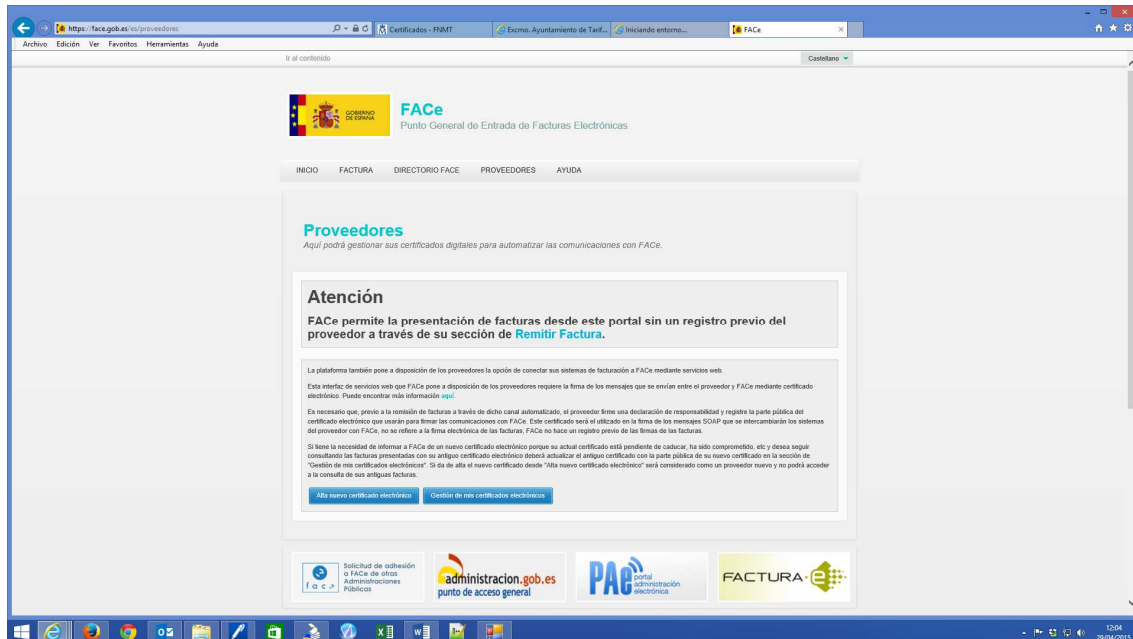 https://face.gob.es/es/proveedores
Certificados - FNMT
Excmo. Ayuntamiento de Tarif...
Iniciando entorno...
FACe
Archivo Edición Ver Favoritos Herramientas Ayuda
Ir al contenido
Castellano
GOBIERNO
DE ESPAÑA
FACe
Punto General de Entrada de Facturas Electrónicas
INICIO FACTURA DIRECTORIO FACE PROVEEDORES AYUDA
Proveedores
Aquí podrá gestionar sus certificados digitales para automatizar las comunicaciones con FACe.
Atención
FACe permite la presentación de facturas desde este portal sin un registro previo del
proveedor a través de su sección de Remitir Factura.
La plataforma también pone a disposición de los proveedores la opción de conectar sus sistemas de facturación a FACe mediante servicios web.
Esta interfaz de servicios web que FACe pone a disposición de los proveedores requiere la firma de los mensajes que se envían entre el proveedor y FACe mediante certificado
electrónico. Puede encontrar más información aquí.
Es necesario que, previo a la remisión de facturas a través de dicho canal automatizado, el proveedor firme una declaración de responsabilidad y registre la parte pública del
certificado electrónico que usarán para firmar las comunicaciones con FACe. Este certificado será el utilizado en la firma de los mensajes SOAP que se intercambiarán los sistemas
del proveedor con FACe, no se refiere a la firma electrónica de las facturas, FACe no hace un registro previo de las firmas de las facturas.
Si tiene la necesidad de informar a FACe de un nuevo certificado electrónico porque su actual certificado está pendiente de caducar, ha sido comprometido, etc y desea seguir
consultando las facturas presentadas con su antiguo certificado electrónico deberá actualizar el antiguo certificado con la parte pública de su nuevo certificado en la sección de
"Gestión de mis certificados electrónicos". Si da de alta el nuevo certificado desde "Alta nuevo certificado electrónico" será considerado como un proveedor nuevo y no podrá acceder
a la consulta de sus antiguas facturas.
Alta nuevo certificado electrónico Gestión de mis certificados electrónicos
face
Solicitud de adhesión
a FACe de otras
Administraciones
Públicas
administracion.gob.es
punto de acceso general
PAe portal
administración
electrónica
FACTURA·e
12:04
29/04/2015